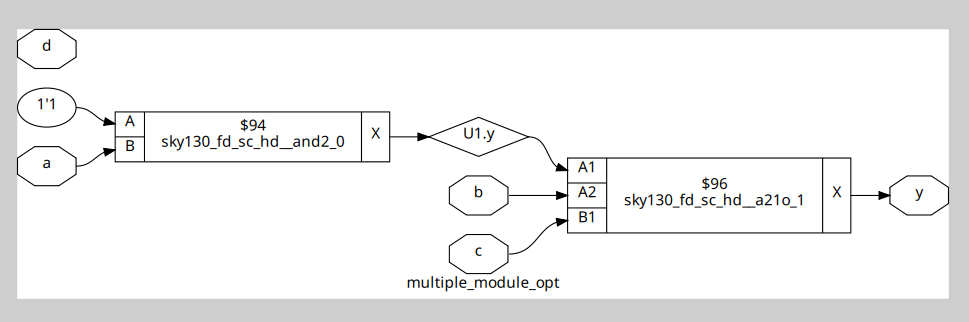 d
1'1
a
A
B
$94
sky130_fd_sc_hd__and2_0
X
U1.y
b
c
A1
A2
B1
$96
sky130_fd_sc_hd__a21o_1
X
y
multiple_module_opt